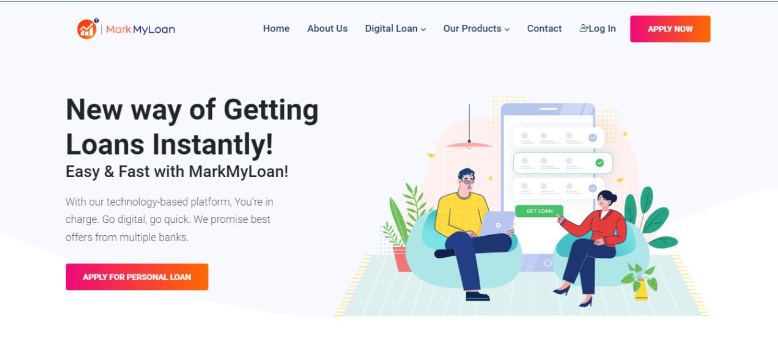 MarkMyLoan
Home About Us Digital Loan Our Products Contact Log In APPLY NOW
New way of Getting
Loans Instantly!
Easy & Fast with MarkMyLoan!
With our technology-based platform, You're in
charge. Go digital, go quick. We promise best
offers from multiple banks.
APPLY FOR PERSONAL LOAN
GET LOAN